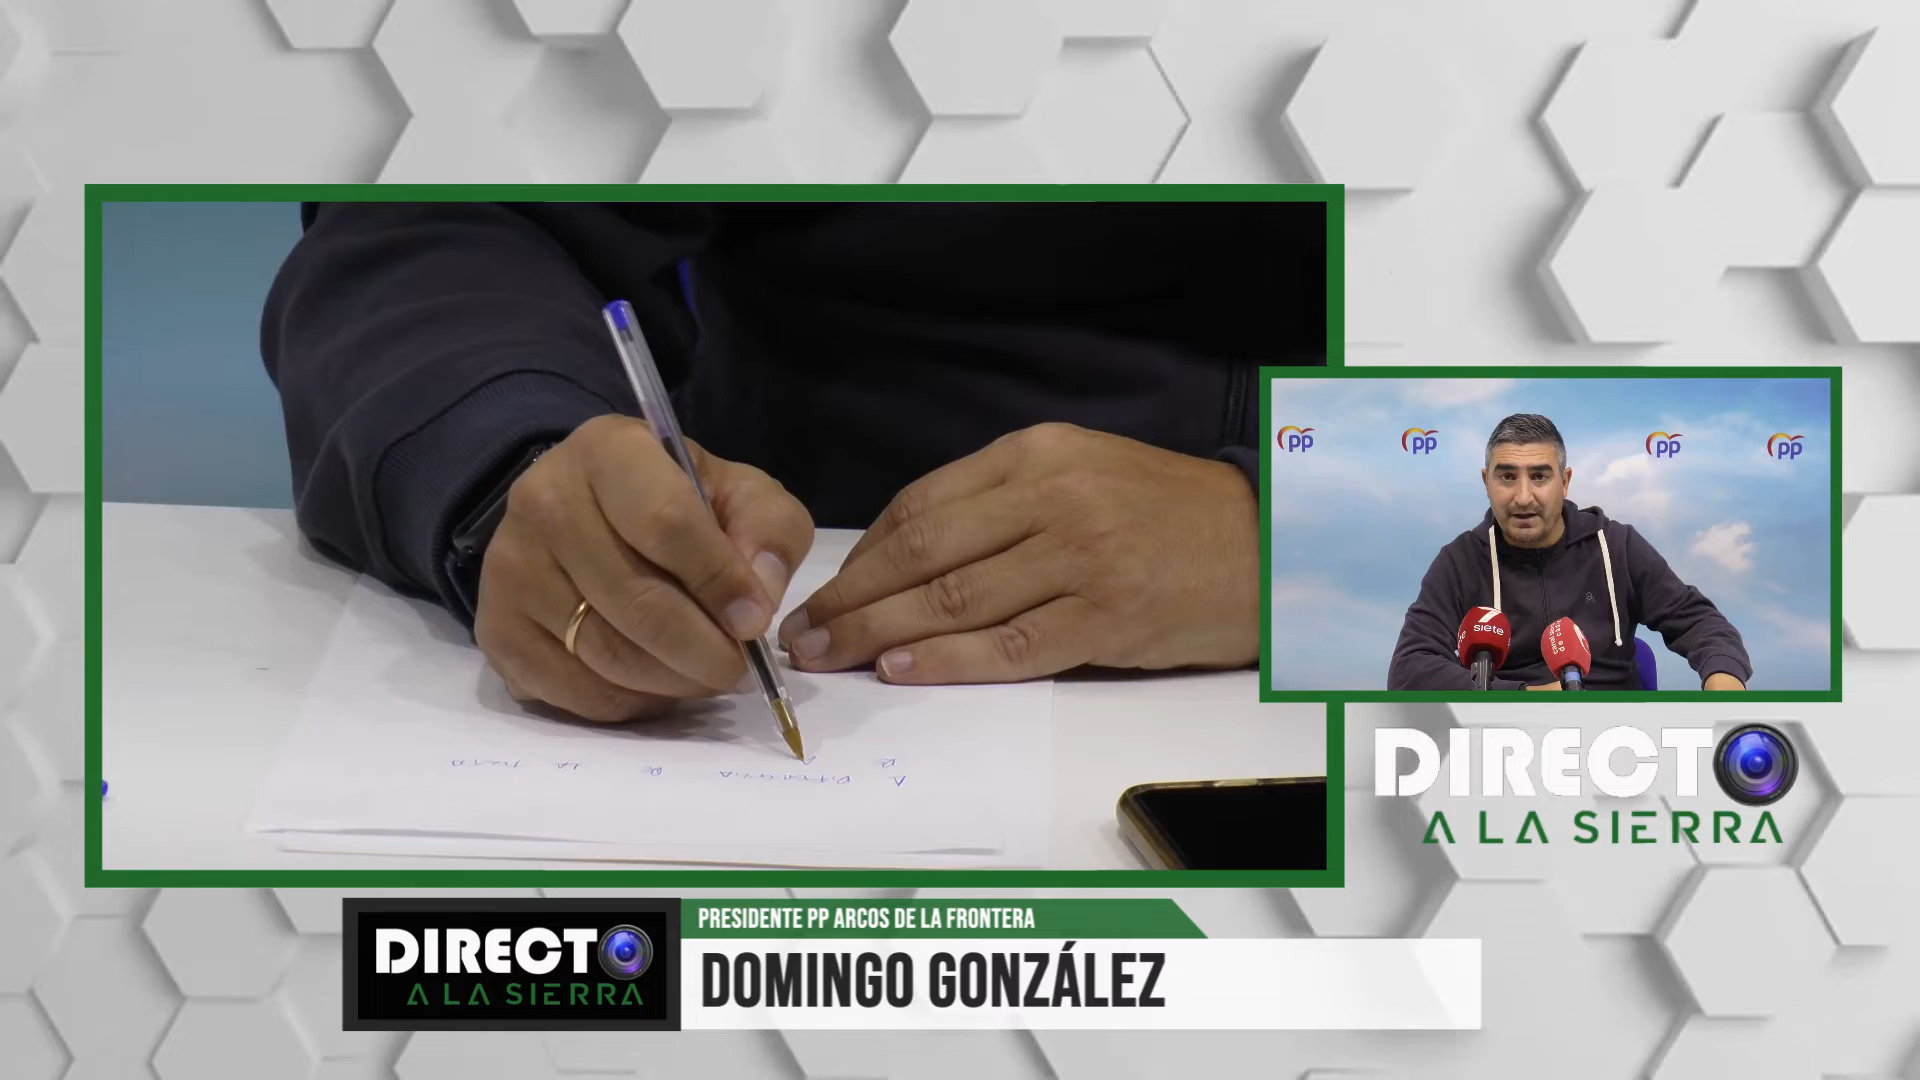 pp
pp
pp
pp
7
siete
DIRECTO
A LA SIERRA
DIRECTO
A LA SIERRA
PRESIDENTE PP ARCOS DE LA FRONTERA
DOMINGO GONZÁLEZ